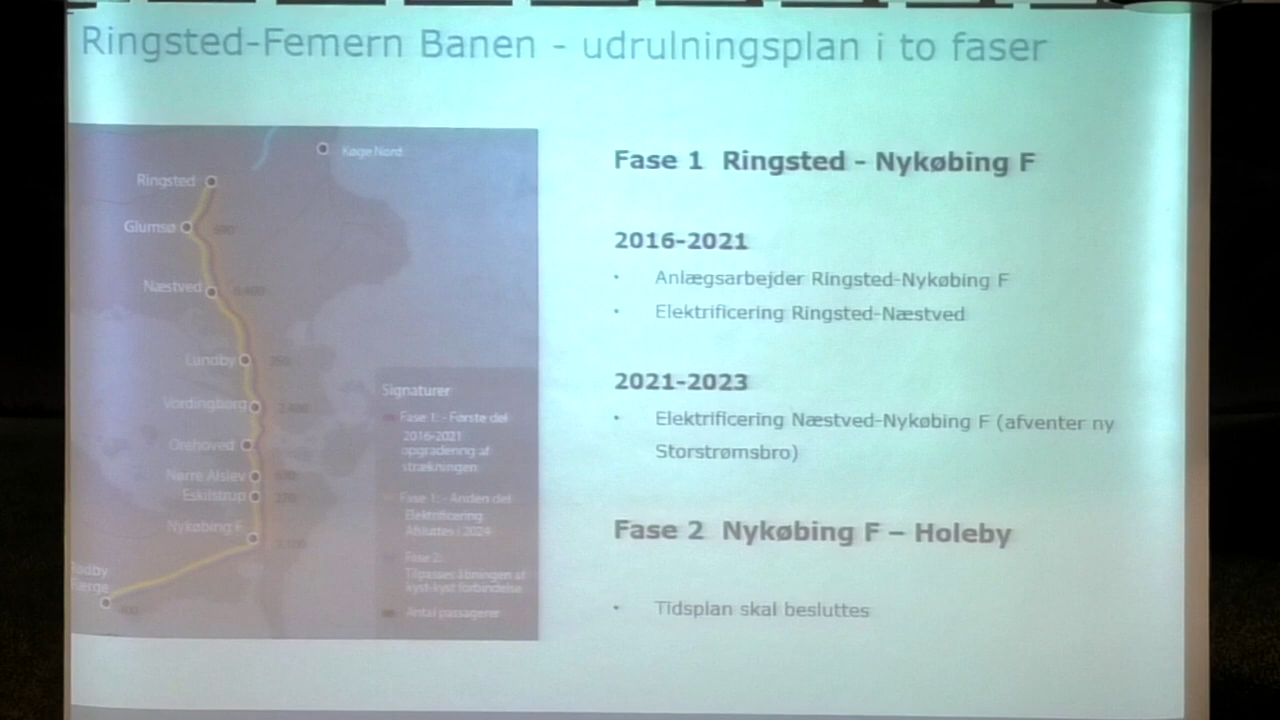 Ringsted-Femern Banen - udrulningsplan i to faser
Køge Nord
Ringsted
Glumsø
Næstved
Lundby
Vordingborg
Orehoved
Nørre Alslev
Eskilstrup
Nykøbing F
Rødby
Færge
Signaturer
Fase 1: - Første del
2016-2021
opgradering af
strækningen
Fase 1: - Anden del
Elektrificering
Afsluttes i 2024
Fase 2:
Tilpasses åbningen af
kyst-kyst forbindelse
Antal passagerer
Fase 1 Ringsted - Nykøbing F
2016-2021
• Anlægsarbejder Ringsted-Nykøbing F
• Elektrificering Ringsted-Næstved
2021-2023
• Elektrificering Næstved-Nykøbing F (afventer ny
Storstrømsbro)
Fase 2 Nykøbing F – Holeby
• Tidsplan skal besluttes